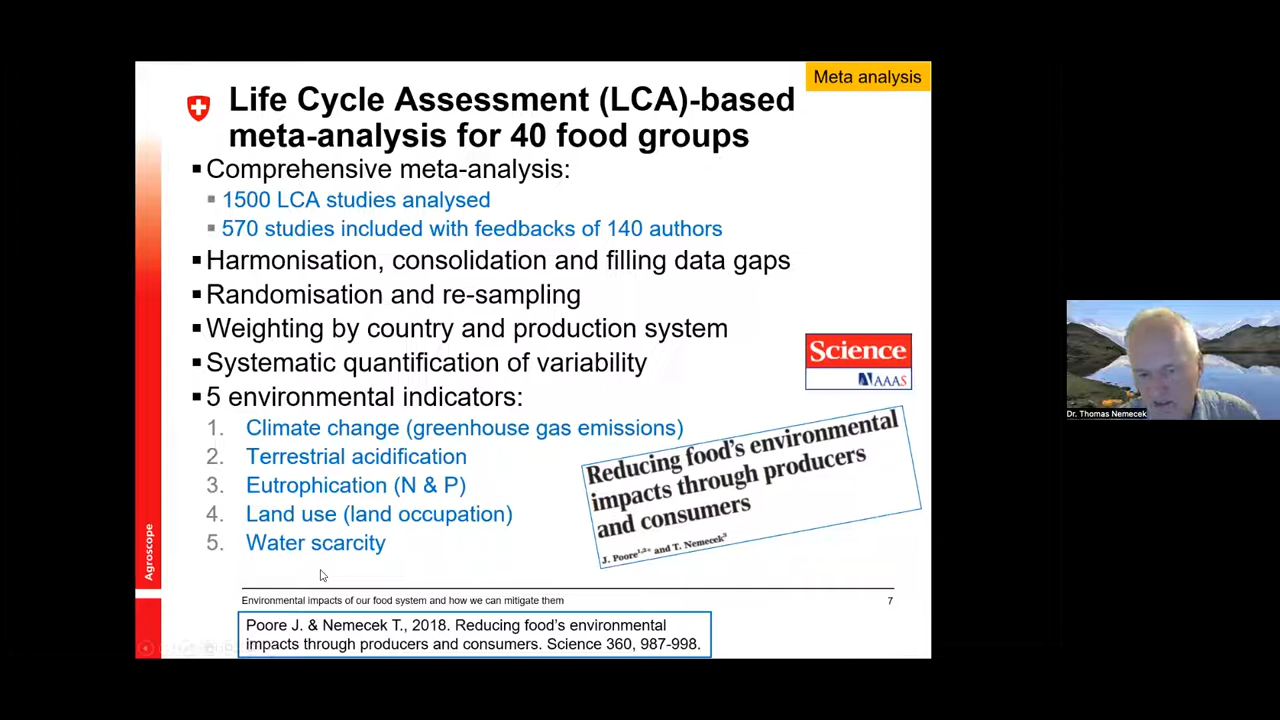 Meta analysis
Life Cycle Assessment (LCA)-based
meta-analysis for 40 food groups
Comprehensive meta-analysis:
1500 LCA studies analysed
570 studies included with feedbacks of 140 authors
Harmonisation, consolidation and filling data gaps
Randomisation and re-sampling
Weighting by country and production system
Systematic quantification of variability
5 environmental indicators:
1. Climate change (greenhouse gas emissions)
2. Terrestrial acidification
3. Eutrophication (N & P)
4. Land use (land occupation)
5. Water scarcity
Science
AAAS
Reducing food's environmental
impacts through producers
and consumers
J. Poore1,2* and T. Nemecek3
Agroscope
Environmental impacts of our food system and how we can mitigate them
7
Poore J. & Nemecek T., 2018. Reducing food's environmental
impacts through producers and consumers. Science 360, 987-998.
Dr. Thomas Nemecek